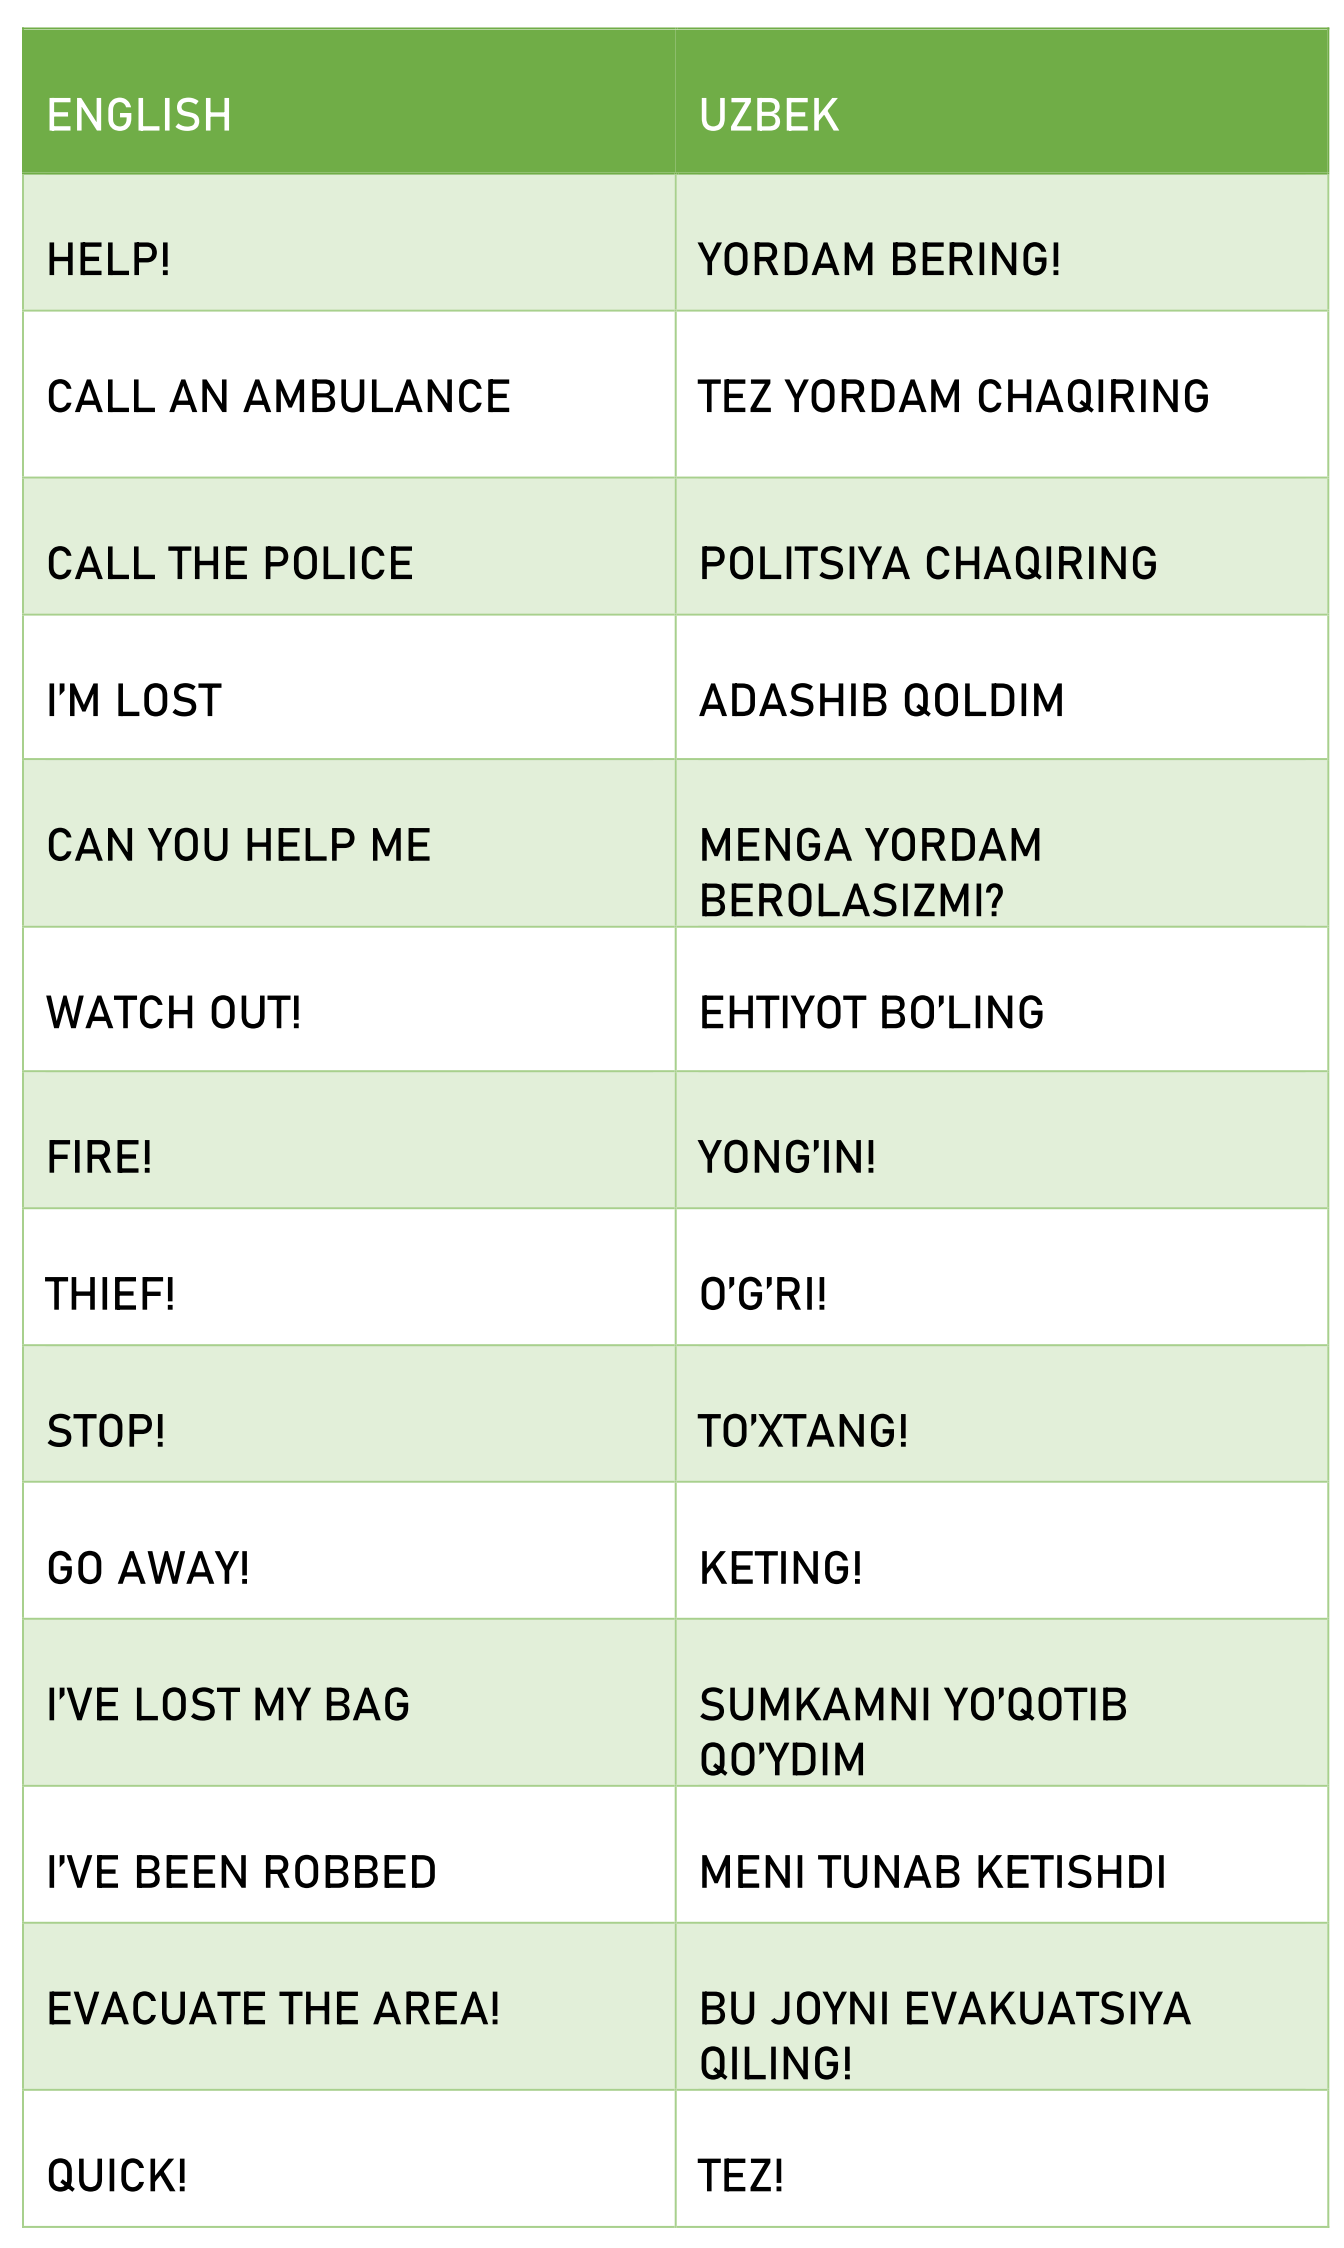 ENGLISH UZBEK
HELP! YORDAM BERING!
CALL AN AMBULANCE TEZ YORDAM CHAQIRING
CALL THE POLICE POLITSIYA CHAQIRING
I’M LOST ADASHIB QOLDIM
CAN YOU HELP ME MENGA YORDAM
BEROLASIZMI?
WATCH OUT! EHTIYOT BO’LING
FIRE! YONG’IN!
THIEF! O’G’RI!
STOP! TO’XTANG!
GO AWAY! KETING!
I’VE LOST MY BAG SUMKAMNI YO’QOTIB
QO’YDIM
I’VE BEEN ROBBED MENI TUNAB KETISHDI
EVACUATE THE AREA! BU JOYNI EVAKUATSIYA
QILING!
QUICK! TEZ!